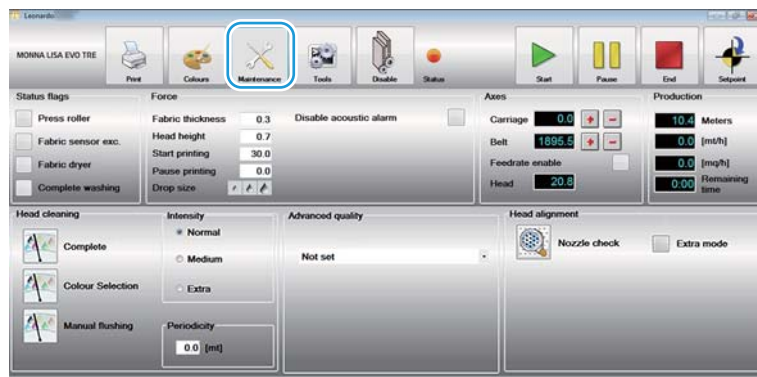 Leonardo
MONNA LISA EVO TRE
Print
Colours
Maintenance
Tools
Disable
Status
Start
Pause
End
Setpoint
Status flags
Press roller
Fabric sensor exc.
Fabric dryer
Complete washing
Force
Fabric thickness 0.3
Head height 0.7
Start printing 30.0
Pause printing 0.0
Drop size
Disable acoustic alarm
Axes
Carriage 0.0 + -
Belt 1895.5 + -
Feedrate enable
Head 20.8
Production
10.4 Meters
0.0 [mt/h]
0.0 [mq/h]
0:00 Remaining
time
Head cleaning
Complete
Colour Selection
Manual flushing
Intensity
Normal
Medium
Extra
Periodicity
0.0 [mt]
Advanced quality
Not set
Head alignment
Nozzle check
Extra mode